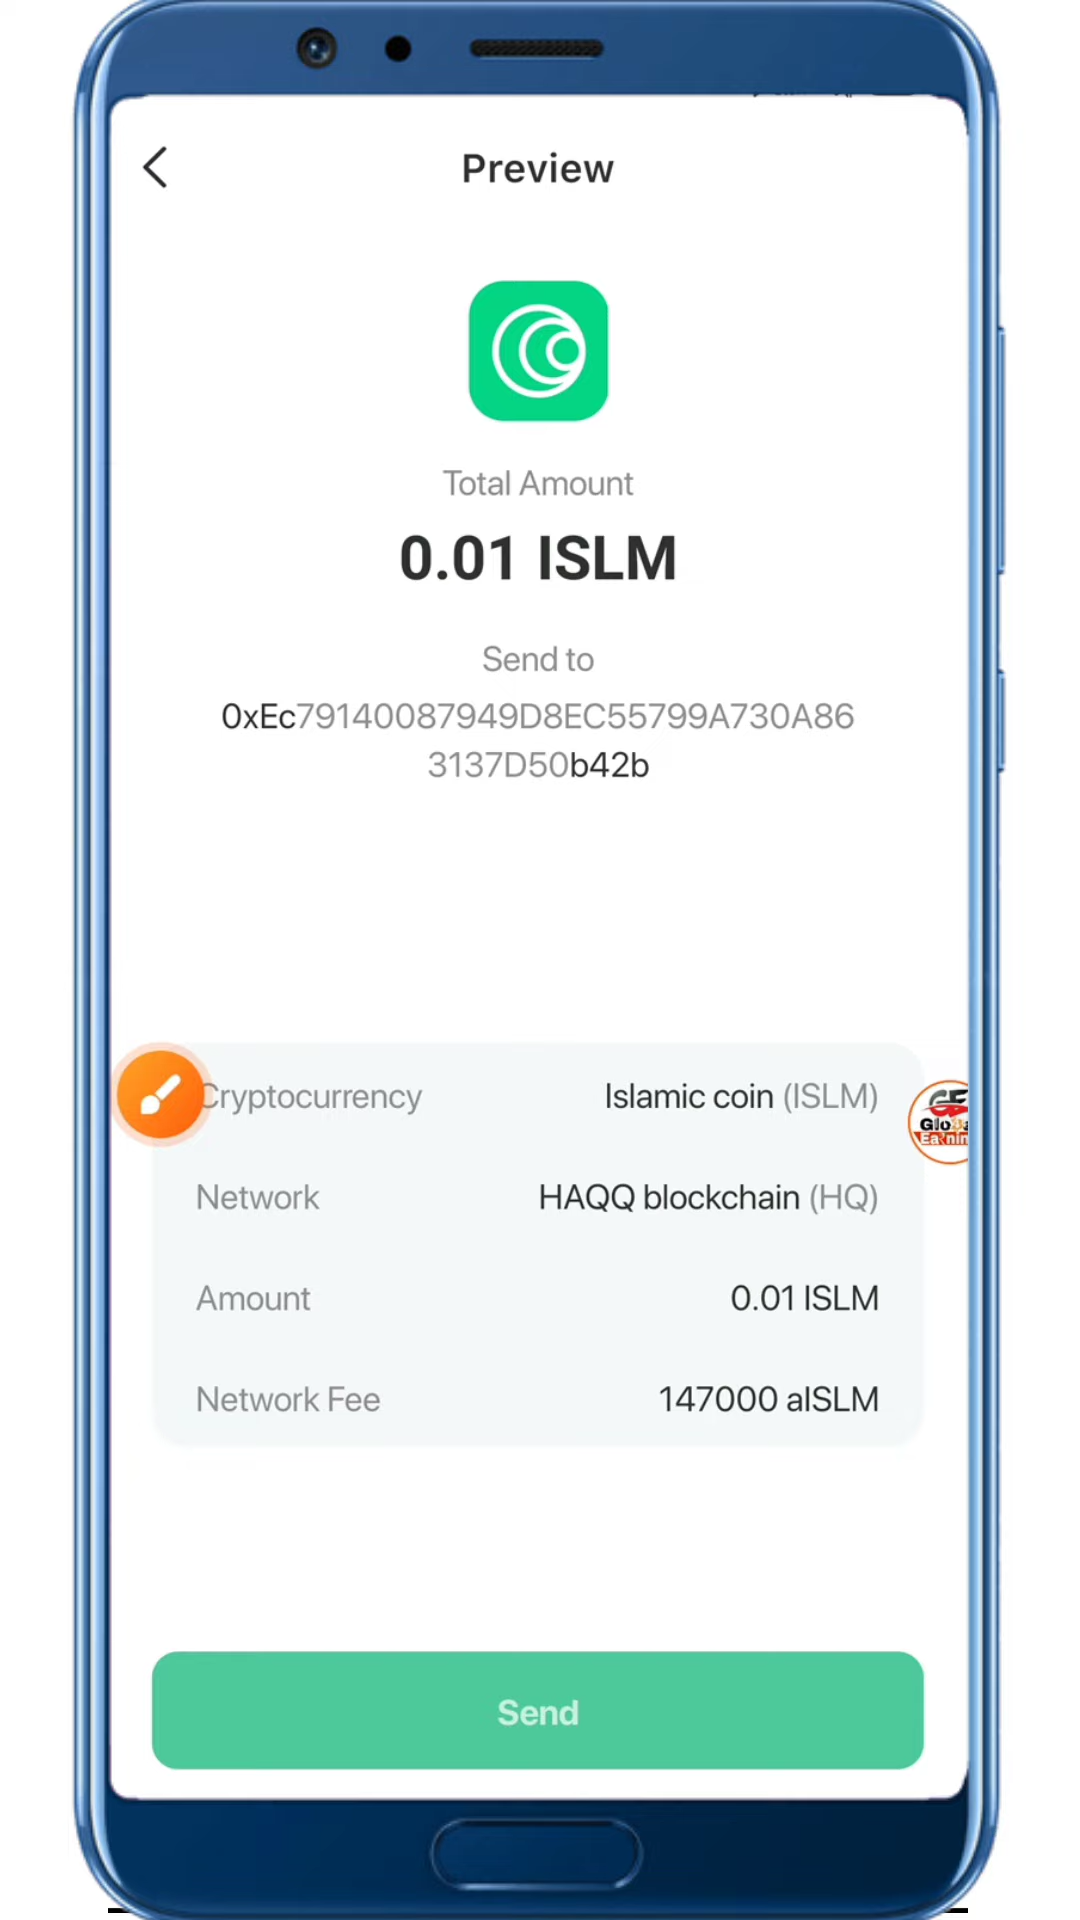 Preview
Total Amount
0.01 ISLM
Send to
0xEc79140087949D8EC55799A730A86
3137D50b42b
Cryptocurrency Islamic coin (ISLM)
Network HAQQ blockchain (HQ)
Amount 0.01 ISLM
Network Fee 147000 aISLM
Send